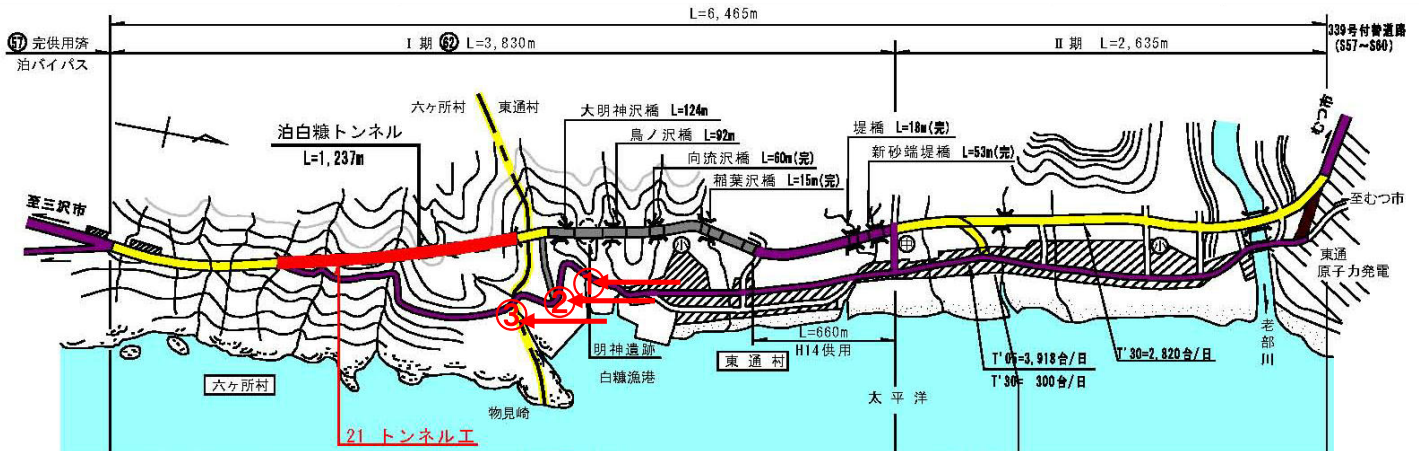 L=6,465m
㊼ 完供用済
泊バイパス
Ⅰ 期 ㊷ L=3,830m
Ⅱ 期 L=2,635m
339号付替道路
(S57～S60)
六ヶ所村
東通村
大明神沢橋 L=124m
鳥ノ沢橋 L=92m
向流沢橋 L=60m(完)
稲葉沢橋 L=15m(完)
堤橋 L=18m(完)
新砂端堤橋 L=53m(完)
泊白糠トンネル
L=1,237m
至三沢市
むつ市
至むつ市
小
小
東通
原子力発電
①
②
③
老部川
L=660m
H14供用
明神遺跡
白糠漁港
東通村
T'05=3,918台/日
T'30= 300台/日
T'30=2,820台/日
太平洋
六ヶ所村
物見崎
21 トンネル工